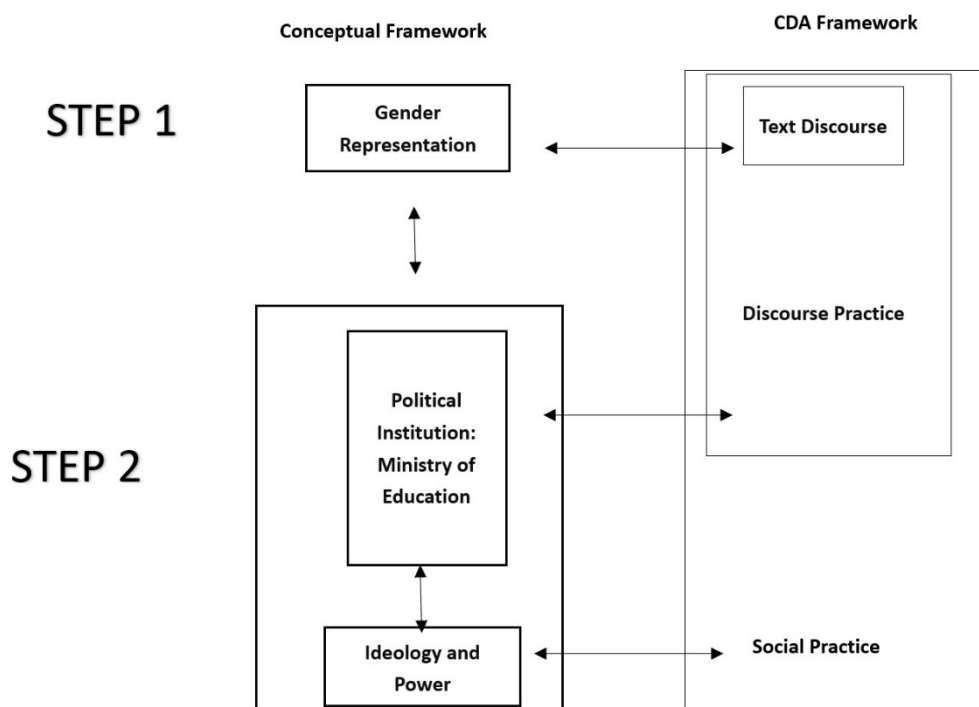 Conceptual Framework
CDA Framework
STEP 1
Gender
Representation
Text Discourse
Discourse Practice
STEP 2
Political
Institution:
Ministry of
Education
Ideology and
Power
Social Practice